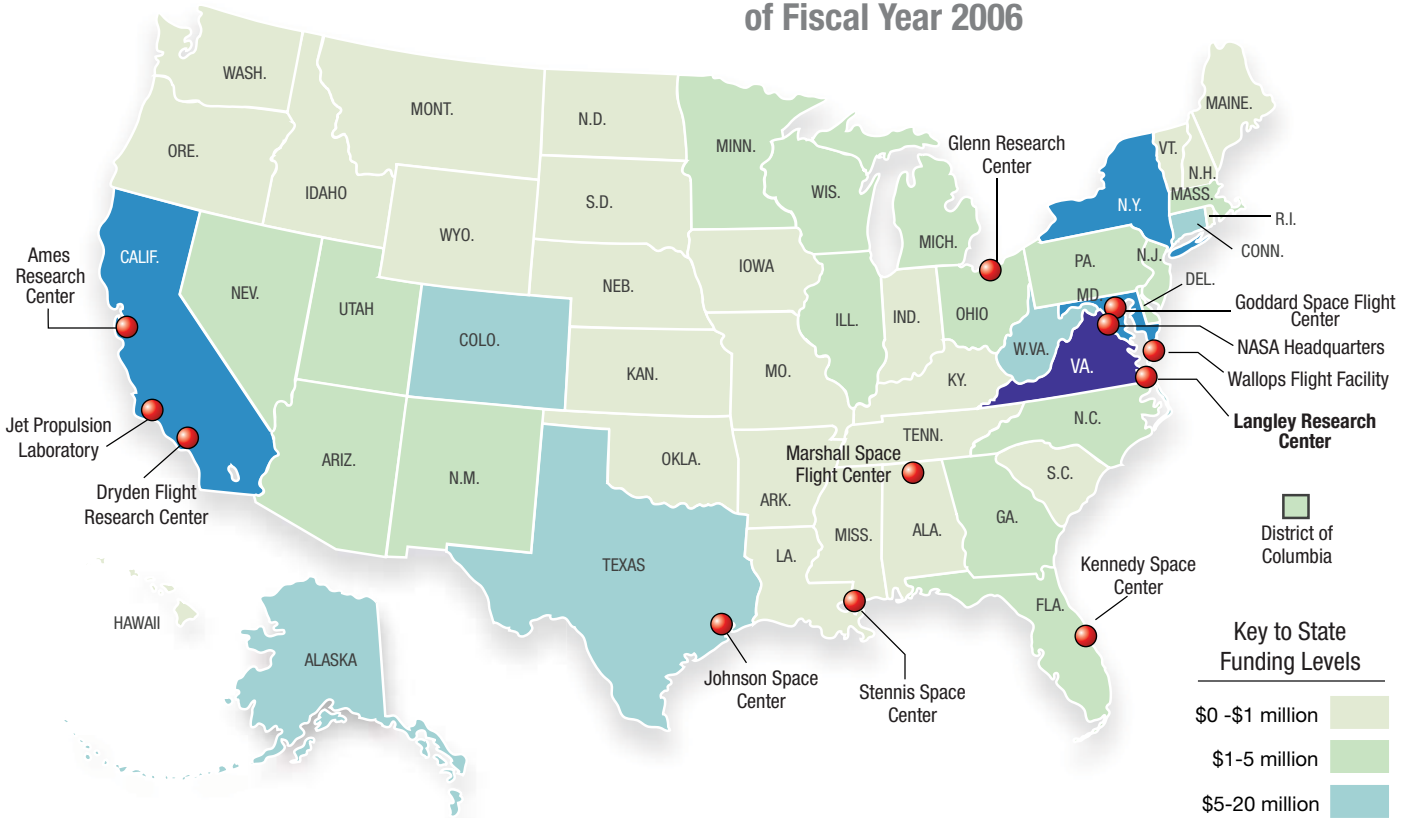 of Fiscal Year 2006
WASH.
MONT.
N.D.
MINN.
MAINE.
ORE.
IDAHO
S.D.
WIS.
MICH.
Glenn Research
Center
VT.
N.H.
MASS.
N.Y.
R.I.
CONN.
WYO.
IOWA
NEB.
PA.
N.J.
DEL.
MD.
CALIF.
Ames
Research
Center
NEV.
UTAH
COLO.
KAN.
MO.
ILL.
IND.
OHIO
W.VA.
VA.
KY.
Goddard Space Flight
Center
NASA Headquarters
Wallops Flight Facility
Langley Research
Center
Jet Propulsion
Laboratory
Dryden Flight
Research Center
ARIZ.
N.M.
OKLA.
ARK.
TENN.
N.C.
S.C.
Marshall Space
Flight Center
MISS.
ALA.
GA.
LA.
TEXAS
FLA.
District of
Columbia
Kennedy Space
Center
HAWAII
ALASKA
Johnson Space
Center
Stennis Space
Center
Key to State
Funding Levels
$0 -$1 million
$1-5 million
$5-20 million